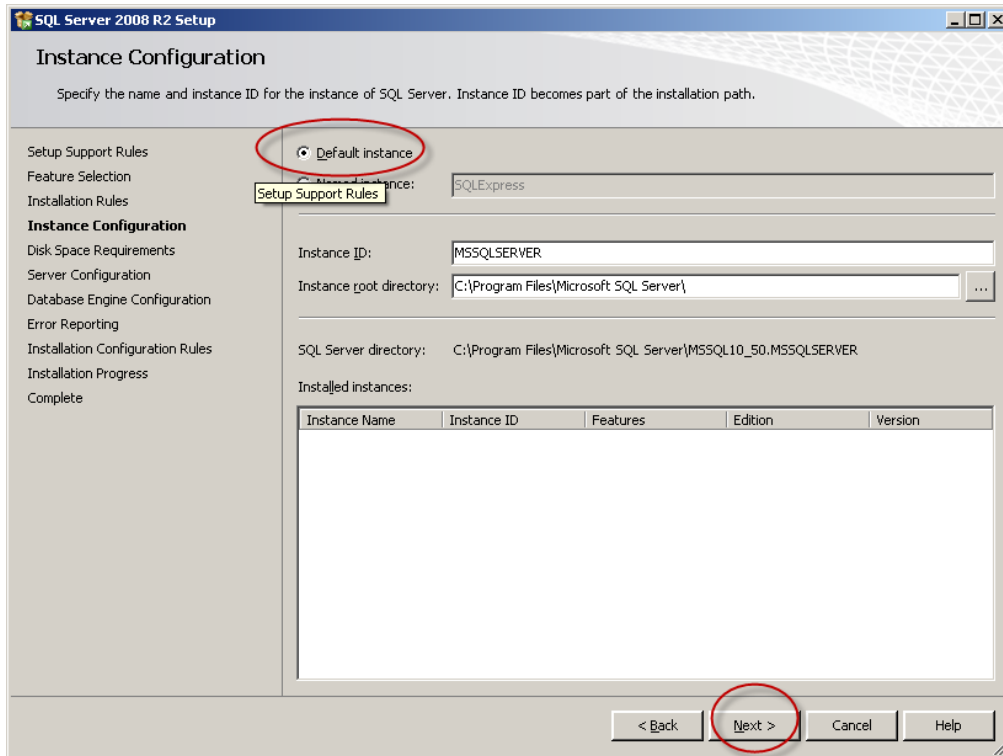 SQL Server 2008 R2 Setup
Instance Configuration
Specify the name and instance ID for the instance of SQL Server. Instance ID becomes part of the installation path.
Setup Support Rules
Feature Selection
Installation Rules
Instance Configuration
Disk Space Requirements
Server Configuration
Database Engine Configuration
Error Reporting
Installation Configuration Rules
Installation Progress
Complete
Default instance
instance: SQLExpress
Setup Support Rules
Instance ID: MSSQLSERVER
Instance root directory: C:\Program Files\Microsoft SQL Server\ ...
SQL Server directory: C:\Program Files\Microsoft SQL Server\MSSQL10_50.MSSQLSERVER
Installed instances:
Instance Name Instance ID Features Edition Version
< Back Next > Cancel Help